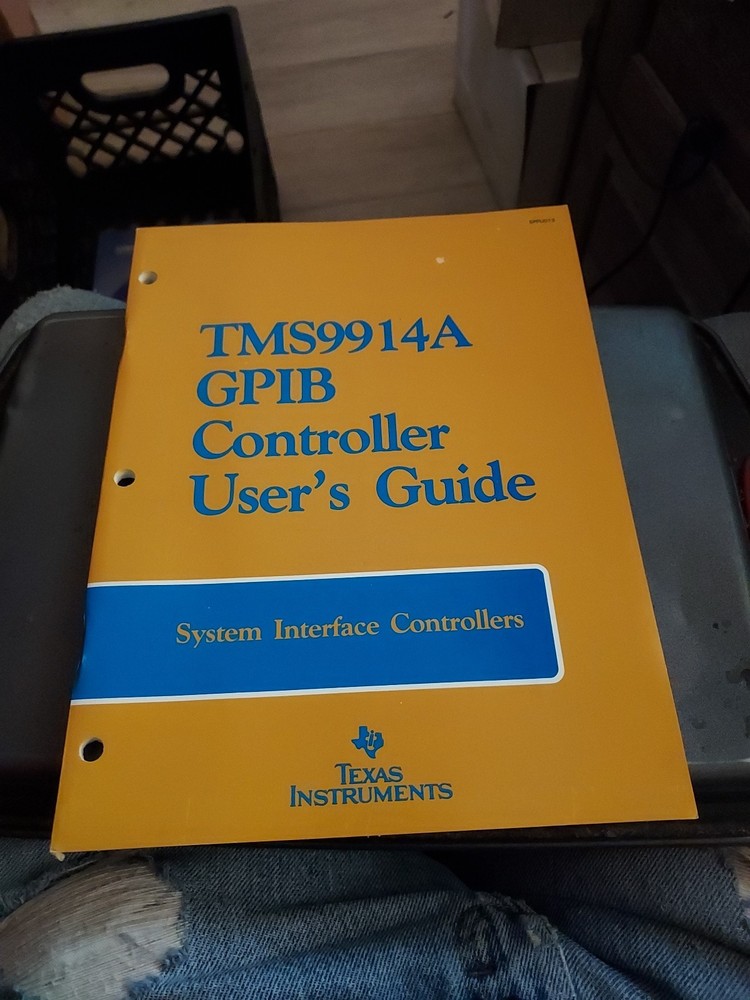 TMS9914A
GPIB
Controller
User's Guide
System Interface Controllers
TEXAS
INSTRUMENTS